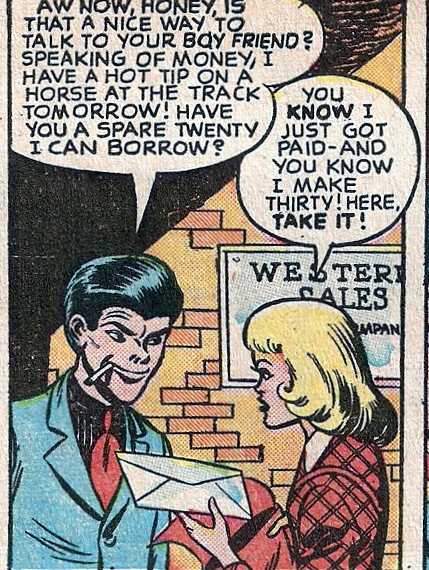 AW NOW, HONEY, IS
THAT A NICE WAY TO
TALK TO YOUR BOY FRIEND?
SPEAKING OF MONEY, I
HAVE A HOT TIP ON A
HORSE AT THE TRACK
TOMORROW! HAVE
YOU A SPARE TWENTY
I CAN BORROW?
YOU
KNOW I
JUST GOT
PAID-AND
YOU KNOW
I MAKE
THIRTY! HERE,
TAKE IT!
WESTER
SALES
MPAN